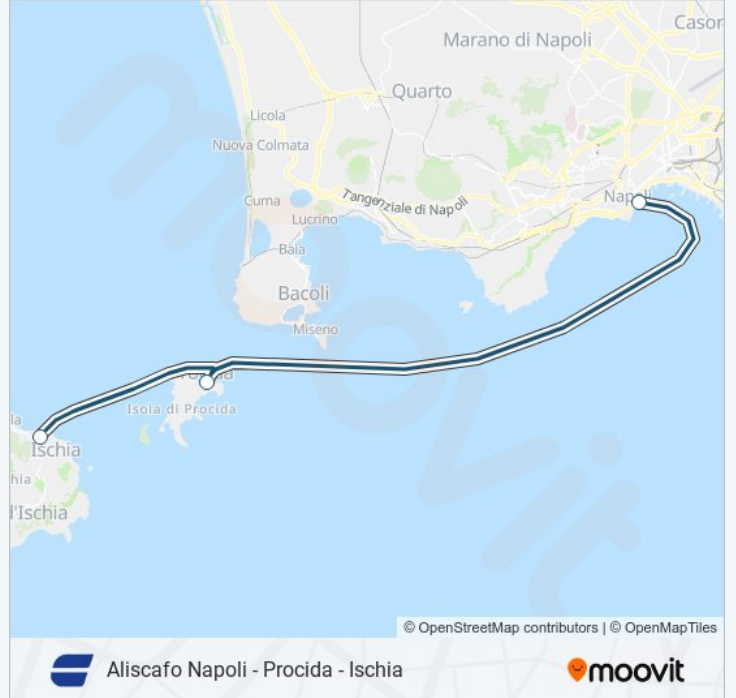 Casor
Marano di Napoli
Quarto
Licola
Nuova Colmata
Cuma
Tangenziale di Napoli
Napoli
Lucrino
Baia
Bacoli
Miseno
Isola di Procida
Ischia
d'Ischia
© OpenStreetMap contributors | © OpenMapTiles
Aliscafo Napoli - Procida - Ischia
moovit